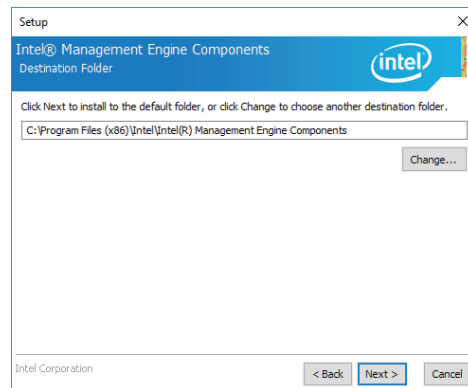 Setup
Intel® Management Engine Components
Destination Folder
intel
Click Next to install to the default folder, or click Change to choose another destination folder.
C:\Program Files (x86)\Intel\Intel(R) Management Engine Components
Change...
Intel Corporation
< Back
Next >
Cancel